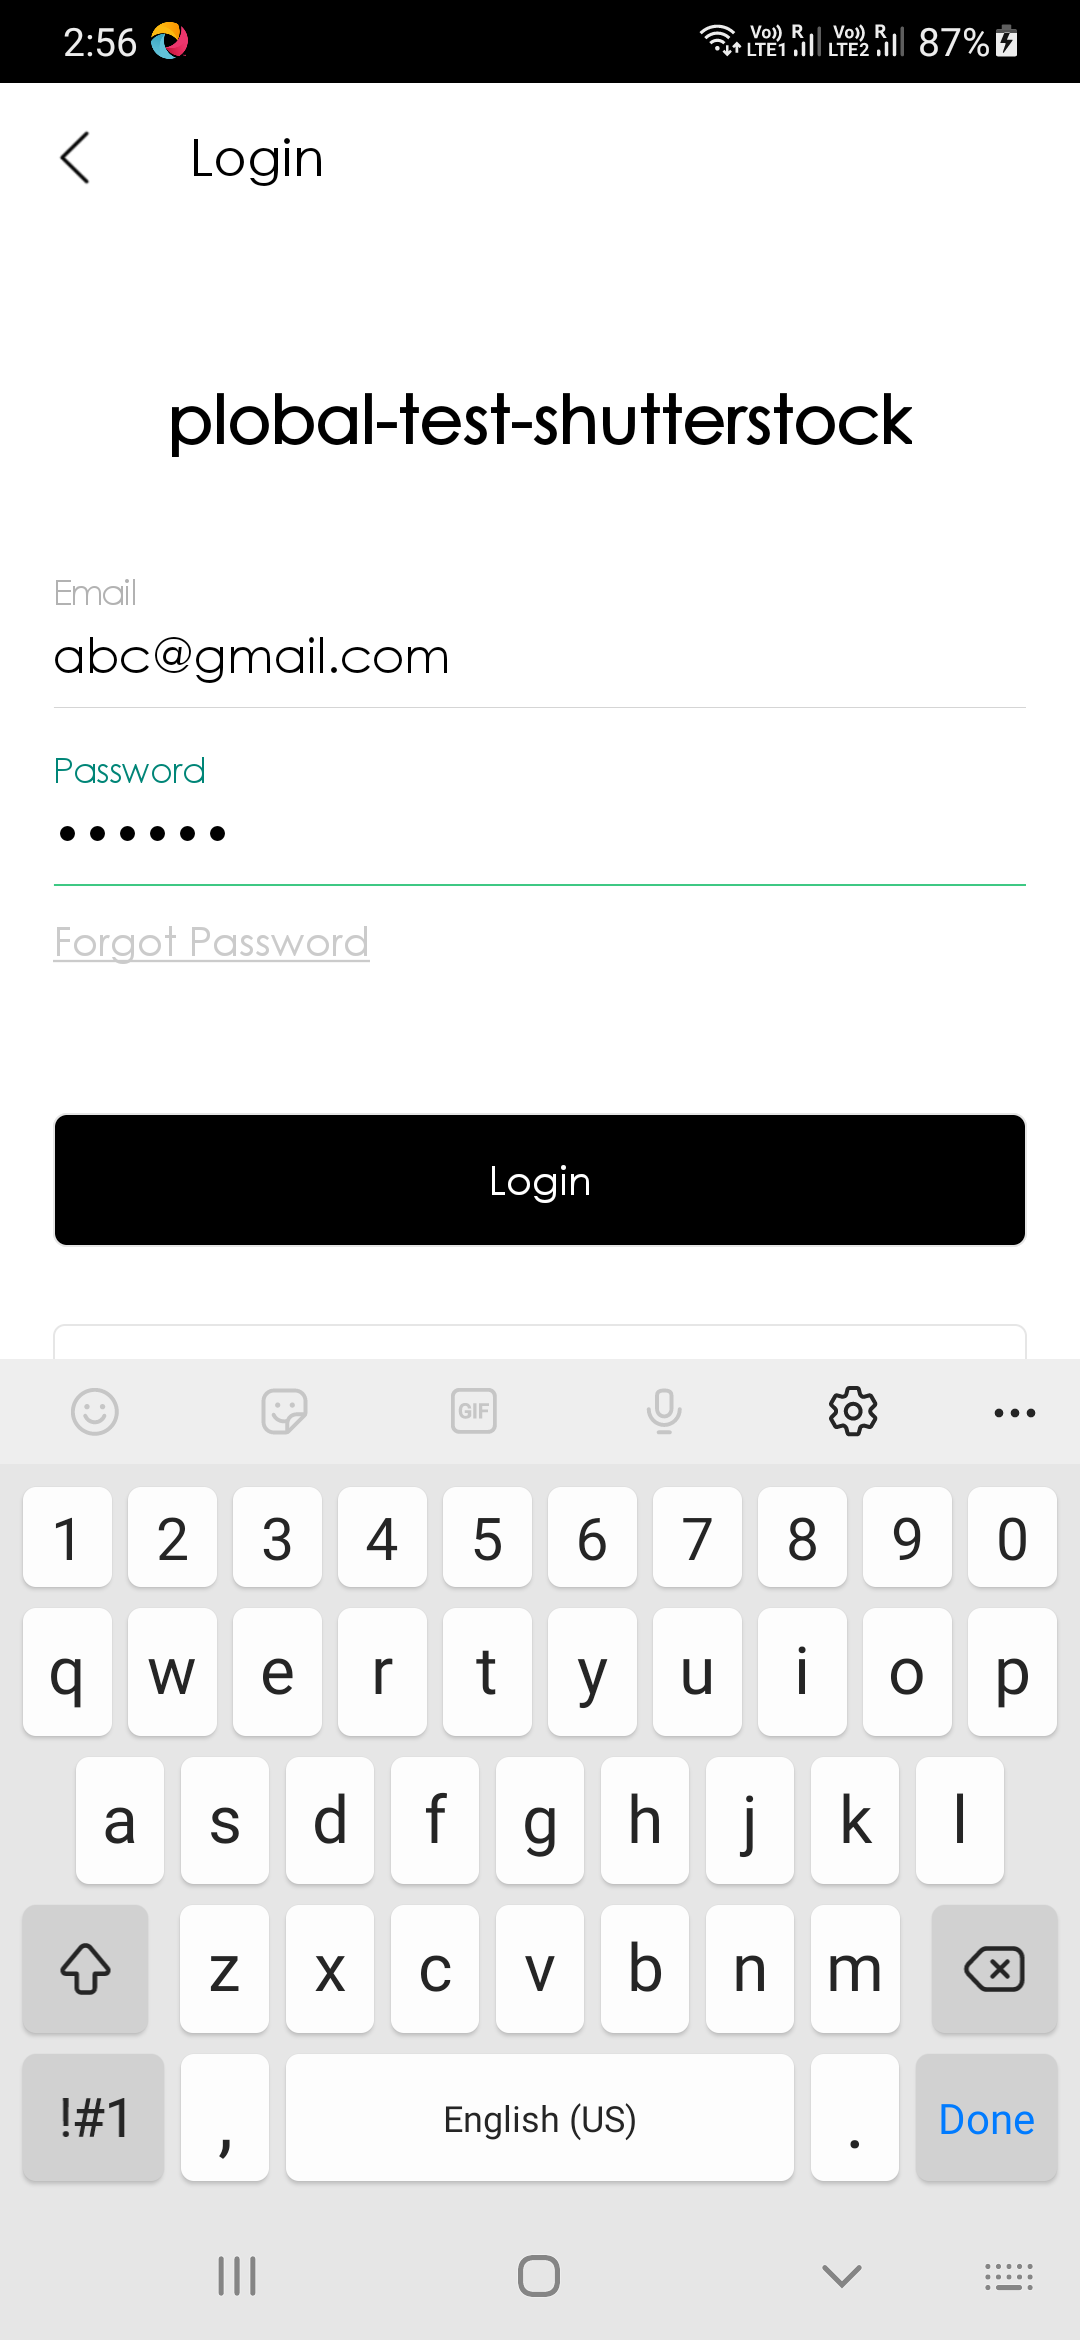 2:56 Vo)) R Vo)) R 87%
LTE1 LTE2
Login
plobal-test-shutterstock
Email
abc@gmail.com
Password
••••••
Forgot Password
Login
GIF
1 2 3 4 5 6 7 8 9 0
q w e r t y u i o p
a s d f g h j k l
z x c v b n m
!#1 , English (US) . Done